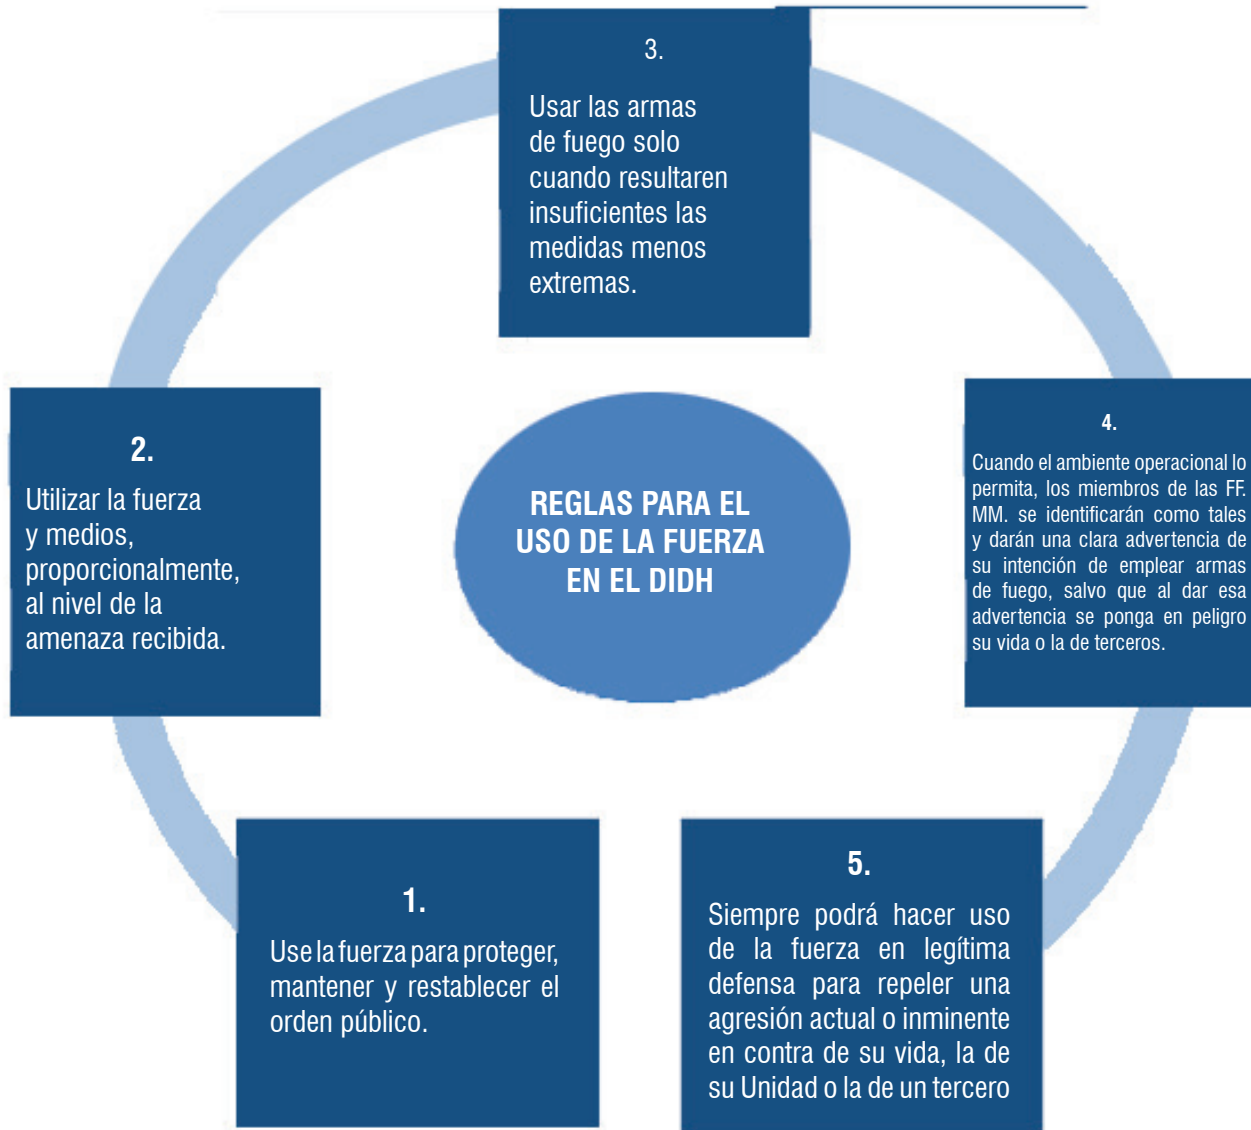 3.
Usar las armas
de fuego solo
cuando resultaren
insuficientes las
medidas menos
extremas.
2.
Utilizar la fuerza
y medios,
proporcionalmente,
al nivel de la
amenaza recibida.
REGLAS PARA EL
USO DE LA FUERZA
EN EL DIDH
4.
Cuando el ambiente operacional lo
permita, los miembros de las FF.
MM. se identificarán como tales
y darán una clara advertencia de
su intención de emplear armas
de fuego, salvo que al dar esa
advertencia se ponga en peligro
su vida o la de terceros.
1.
Use la fuerza para proteger,
mantener y restablecer el
orden público.
5.
Siempre podrá hacer uso
de la fuerza en legítima
defensa para repeler una
agresión actual o inminente
en contra de su vida, la de
su Unidad o la de un tercero